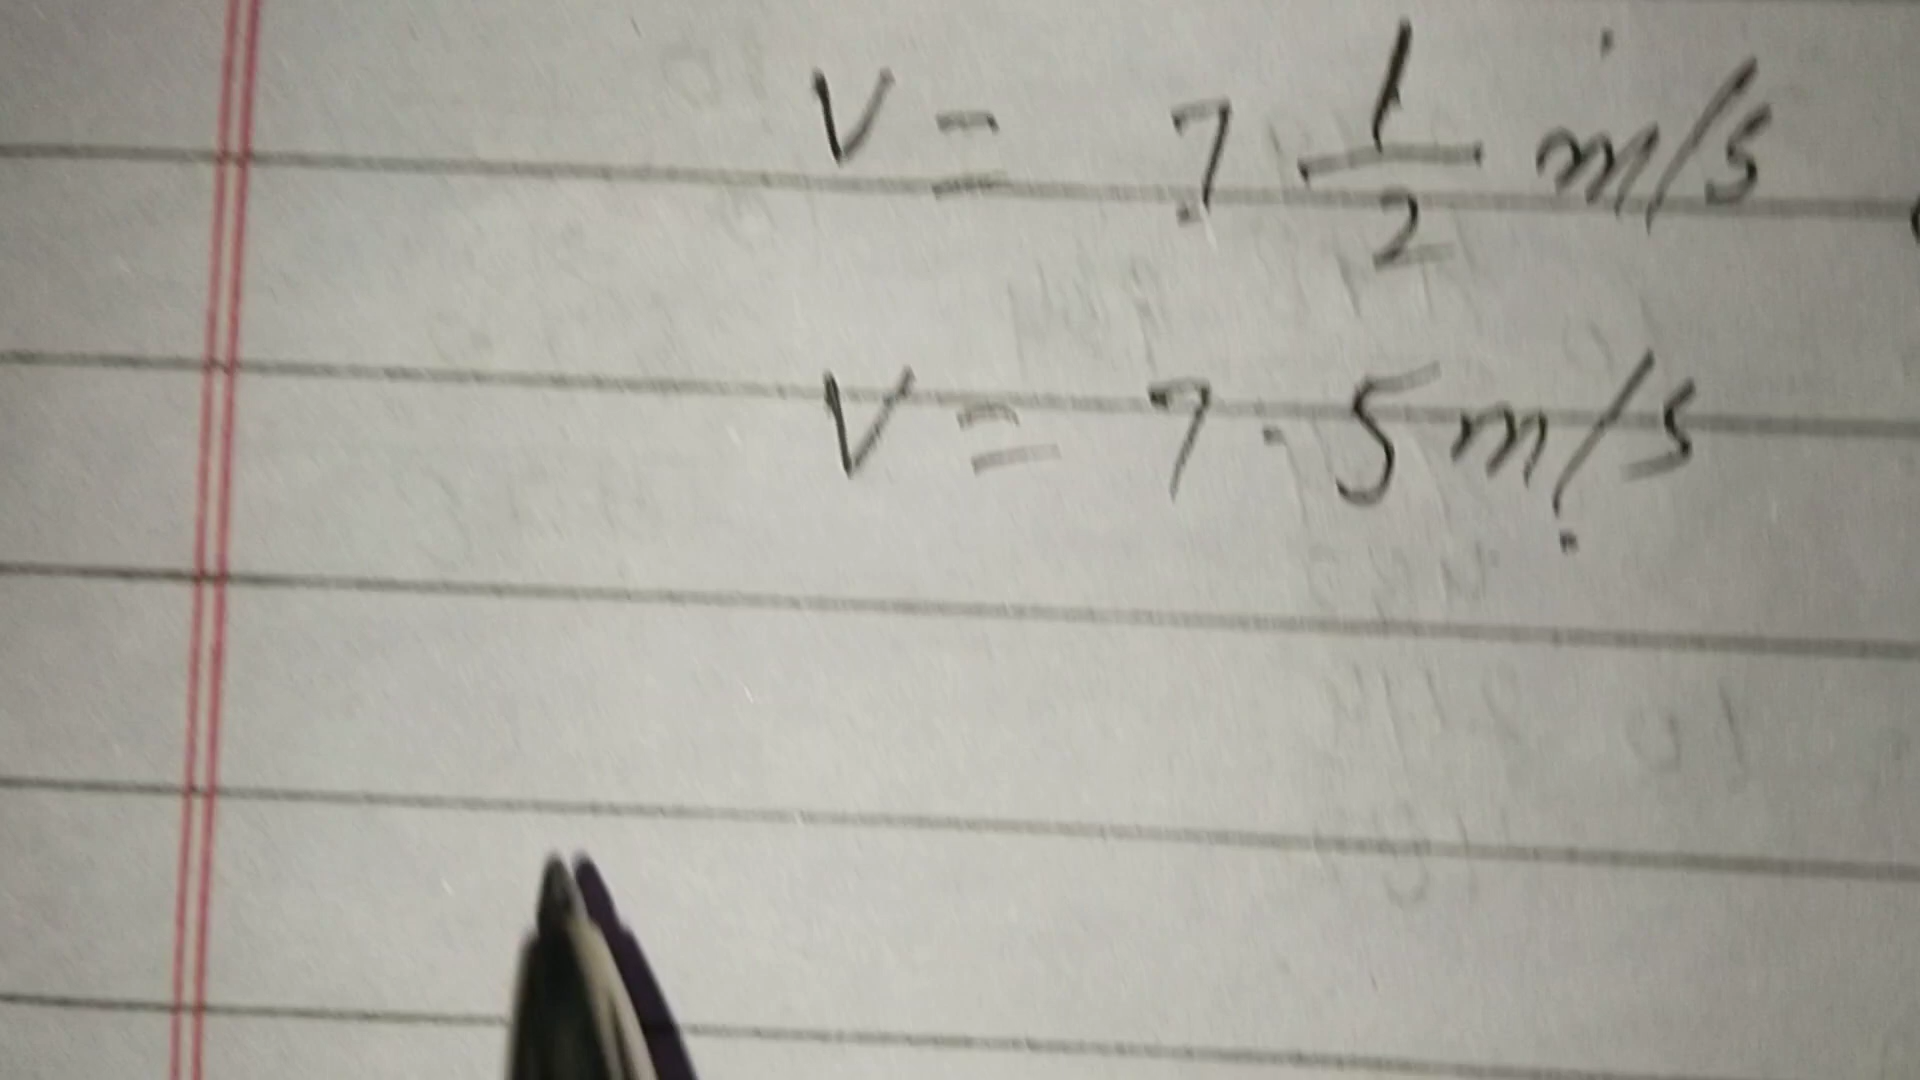 V = 7 1/2 m/s
V = 7.5 m/s